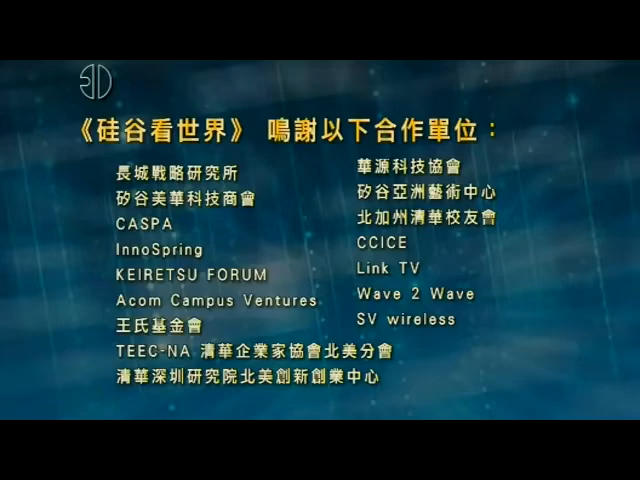 《硅谷看世界》 鳴謝以下合作單位：
長城戰略研究所
矽谷美華科技商會
CASPA
InnoSpring
KEIRETSU FORUM
Acom Campus Ventures
王氏基金會
TEEC-NA 清華企業家協會北美分會
清華深圳研究院北美創新創業中心
華源科技協會
矽谷亞洲藝術中心
北加州清華校友會
CCICE
Link TV
Wave 2 Wave
SV wireless